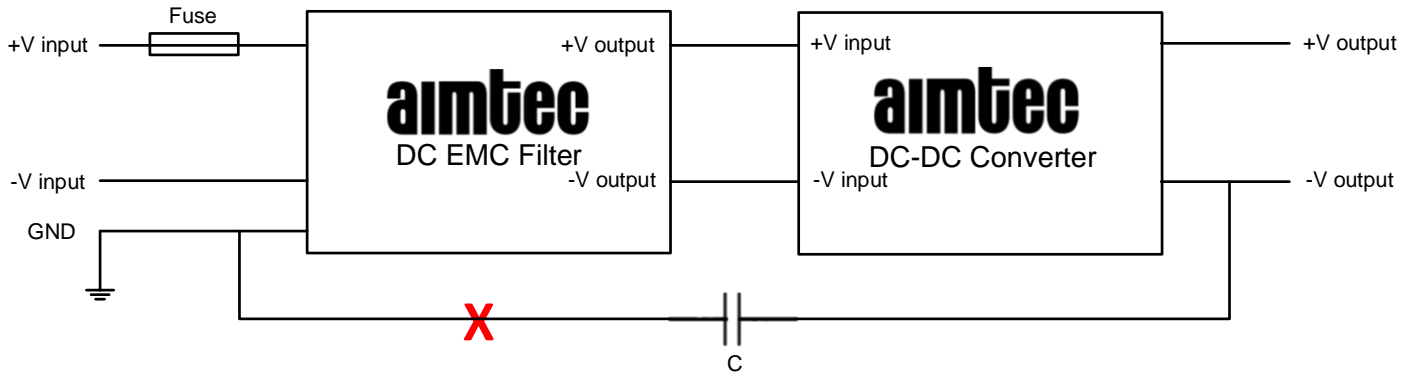 Fuse
+V input
+V output
+V input
+V output
aimtec
DC EMC Filter
aimtec
DC-DC Converter
-V input
-V output
-V input
-V output
GND
X
C